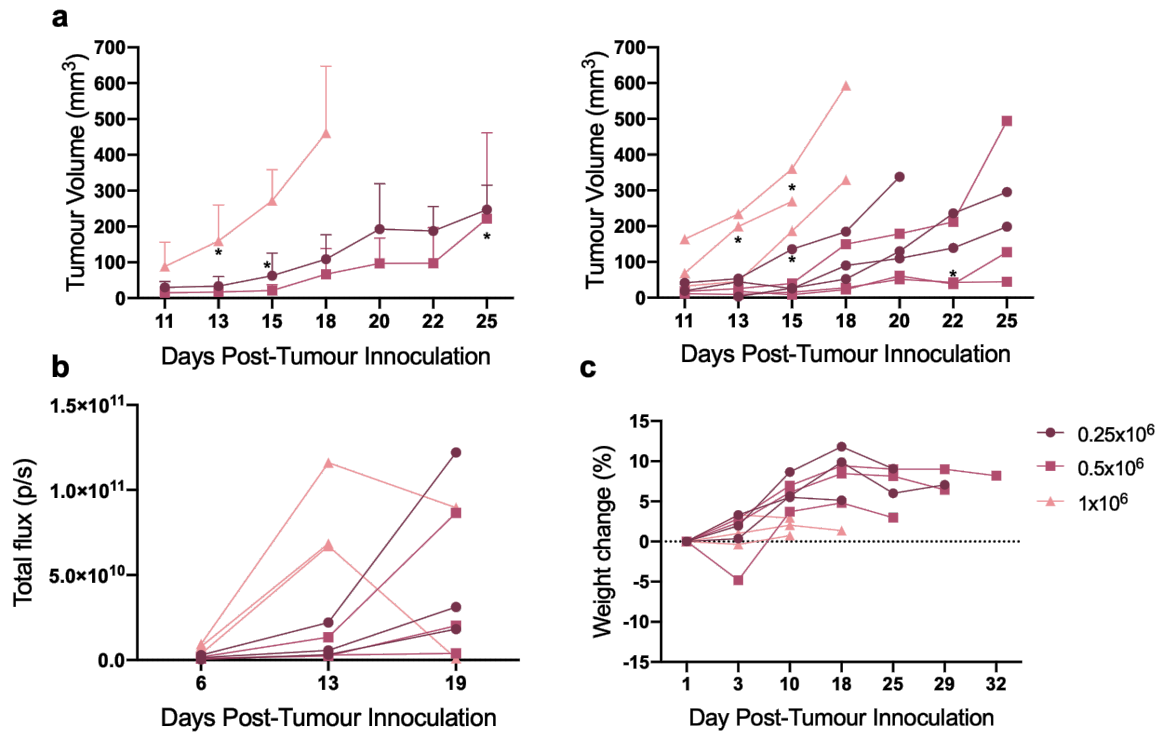 a
700
600
500
400
300
200
100
0
Tumour Volume (mm³)
*
*
*
11 13 15 18 20 22 25
Days Post-Tumour Innoculation
700
600
500
400
300
200
100
0
Tumour Volume (mm³)
*
*
*
*
11 13 15 18 20 22 25
Days Post-Tumour Innoculation
b
1.5×10¹¹
1.0×10¹¹
5.0×10¹⁰
0.0
Total flux (p/s)
6 13 19
Days Post-Tumour Innoculation
c
15
10
5
0
-5
-10
-15
Weight change (%)
1 3 10 18 25 29 32
Day Post-Tumour Innoculation
0.25x10⁶
0.5x10⁶
1x10⁶